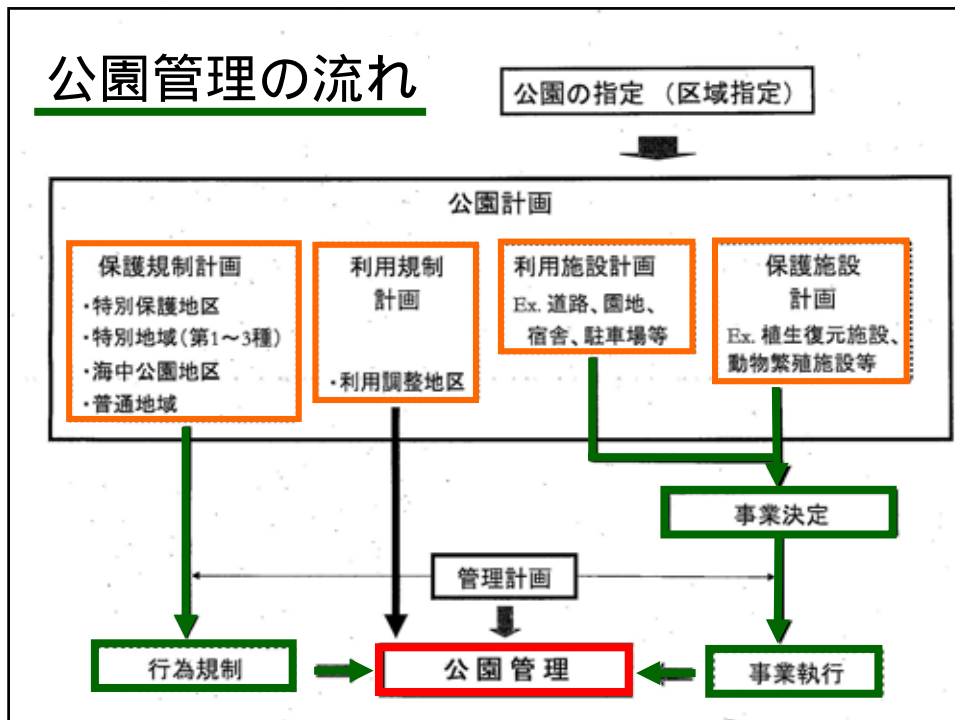 公園管理の流れ
公園の指定 （区域指定）
公園計画
保護規制計画
・特別保護地区
・特別地域（第1～3種）
・海中公園地区
・普通地域
利用規制
計画
・利用調整地区
利用施設計画
Ex. 道路、園地、
宿舎、駐車場等
保護施設
計画
Ex. 植生復元施設、
動物繁殖施設等
事業決定
管理計画
行為規制
公園管理
事業執行